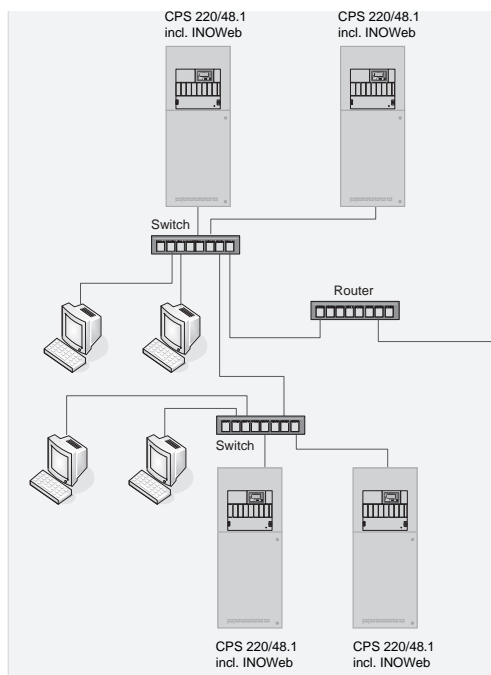 CPS 220/48.1
incl. INOWeb
CPS 220/48.1
incl. INOWeb
Switch
Router
Switch
CPS 220/48.1
incl. INOWeb
CPS 220/48.1
incl. INOWeb